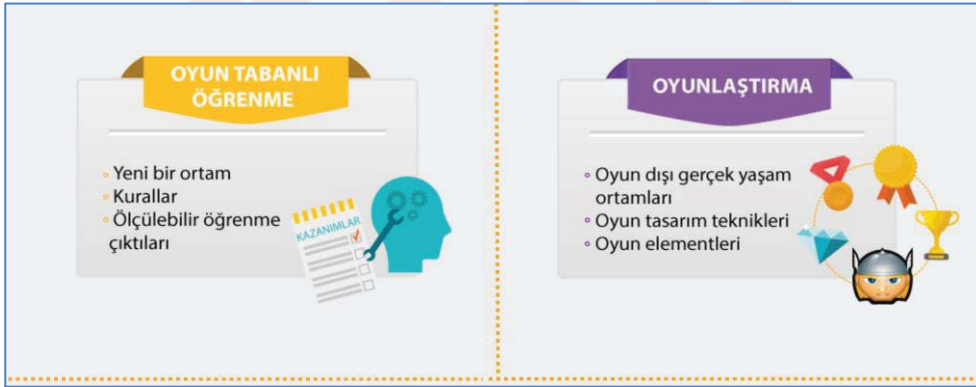 OYUN TABANLI
ÖĞRENME
Yeni bir ortam
Kurallar
Ölçülebilir öğrenme
çıktıları
KAZANIMLAR
OYUNLAŞTIRMA
Oyun dışı gerçek yaşam
ortamları
Oyun tasarım teknikleri
Oyun elementleri